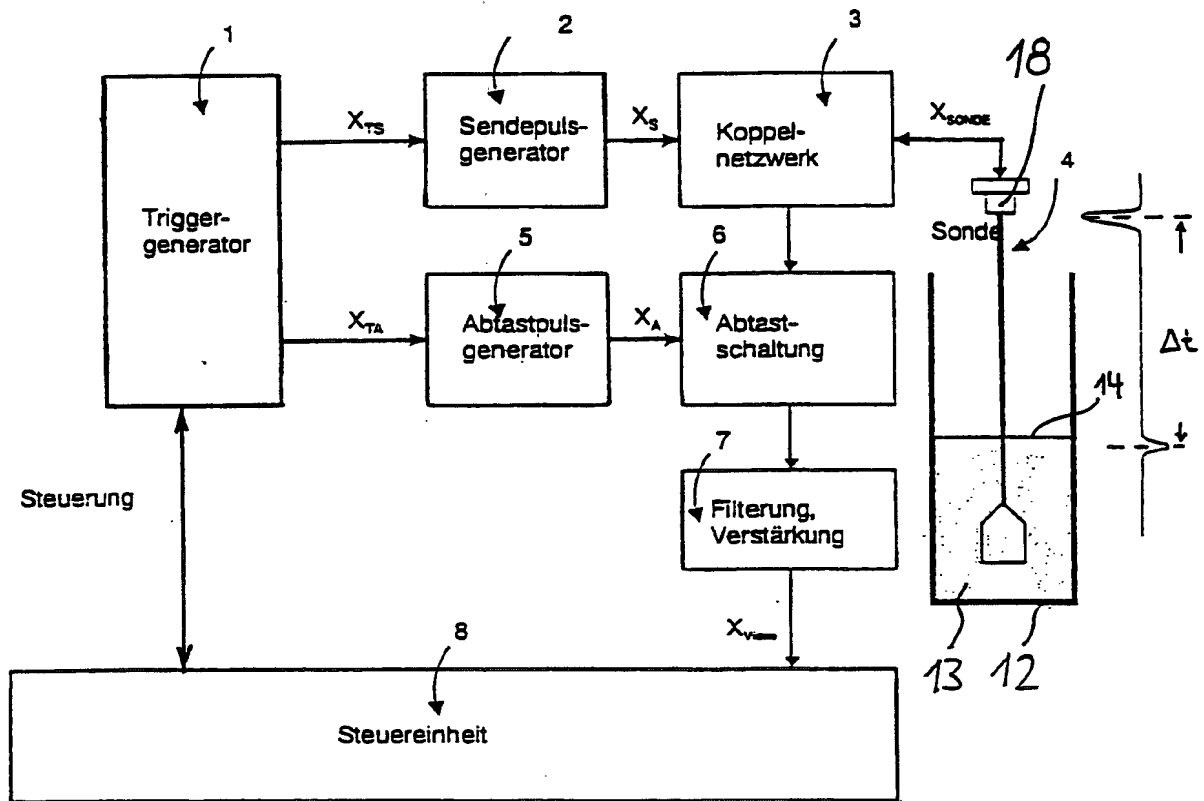 1
2
3
18
X_TS
Sendepuls-
generator
X_S
Koppel-
netzwerk
X_SONDE
4
Trigger-
generator
Sonde
5
6
X_TA
Abtastpuls-
generator
X_A
Abtast-
schaltung
Δt
14
7
Steuerung
Filterung,
Verstärkung
8
13
12
Steuereinheit